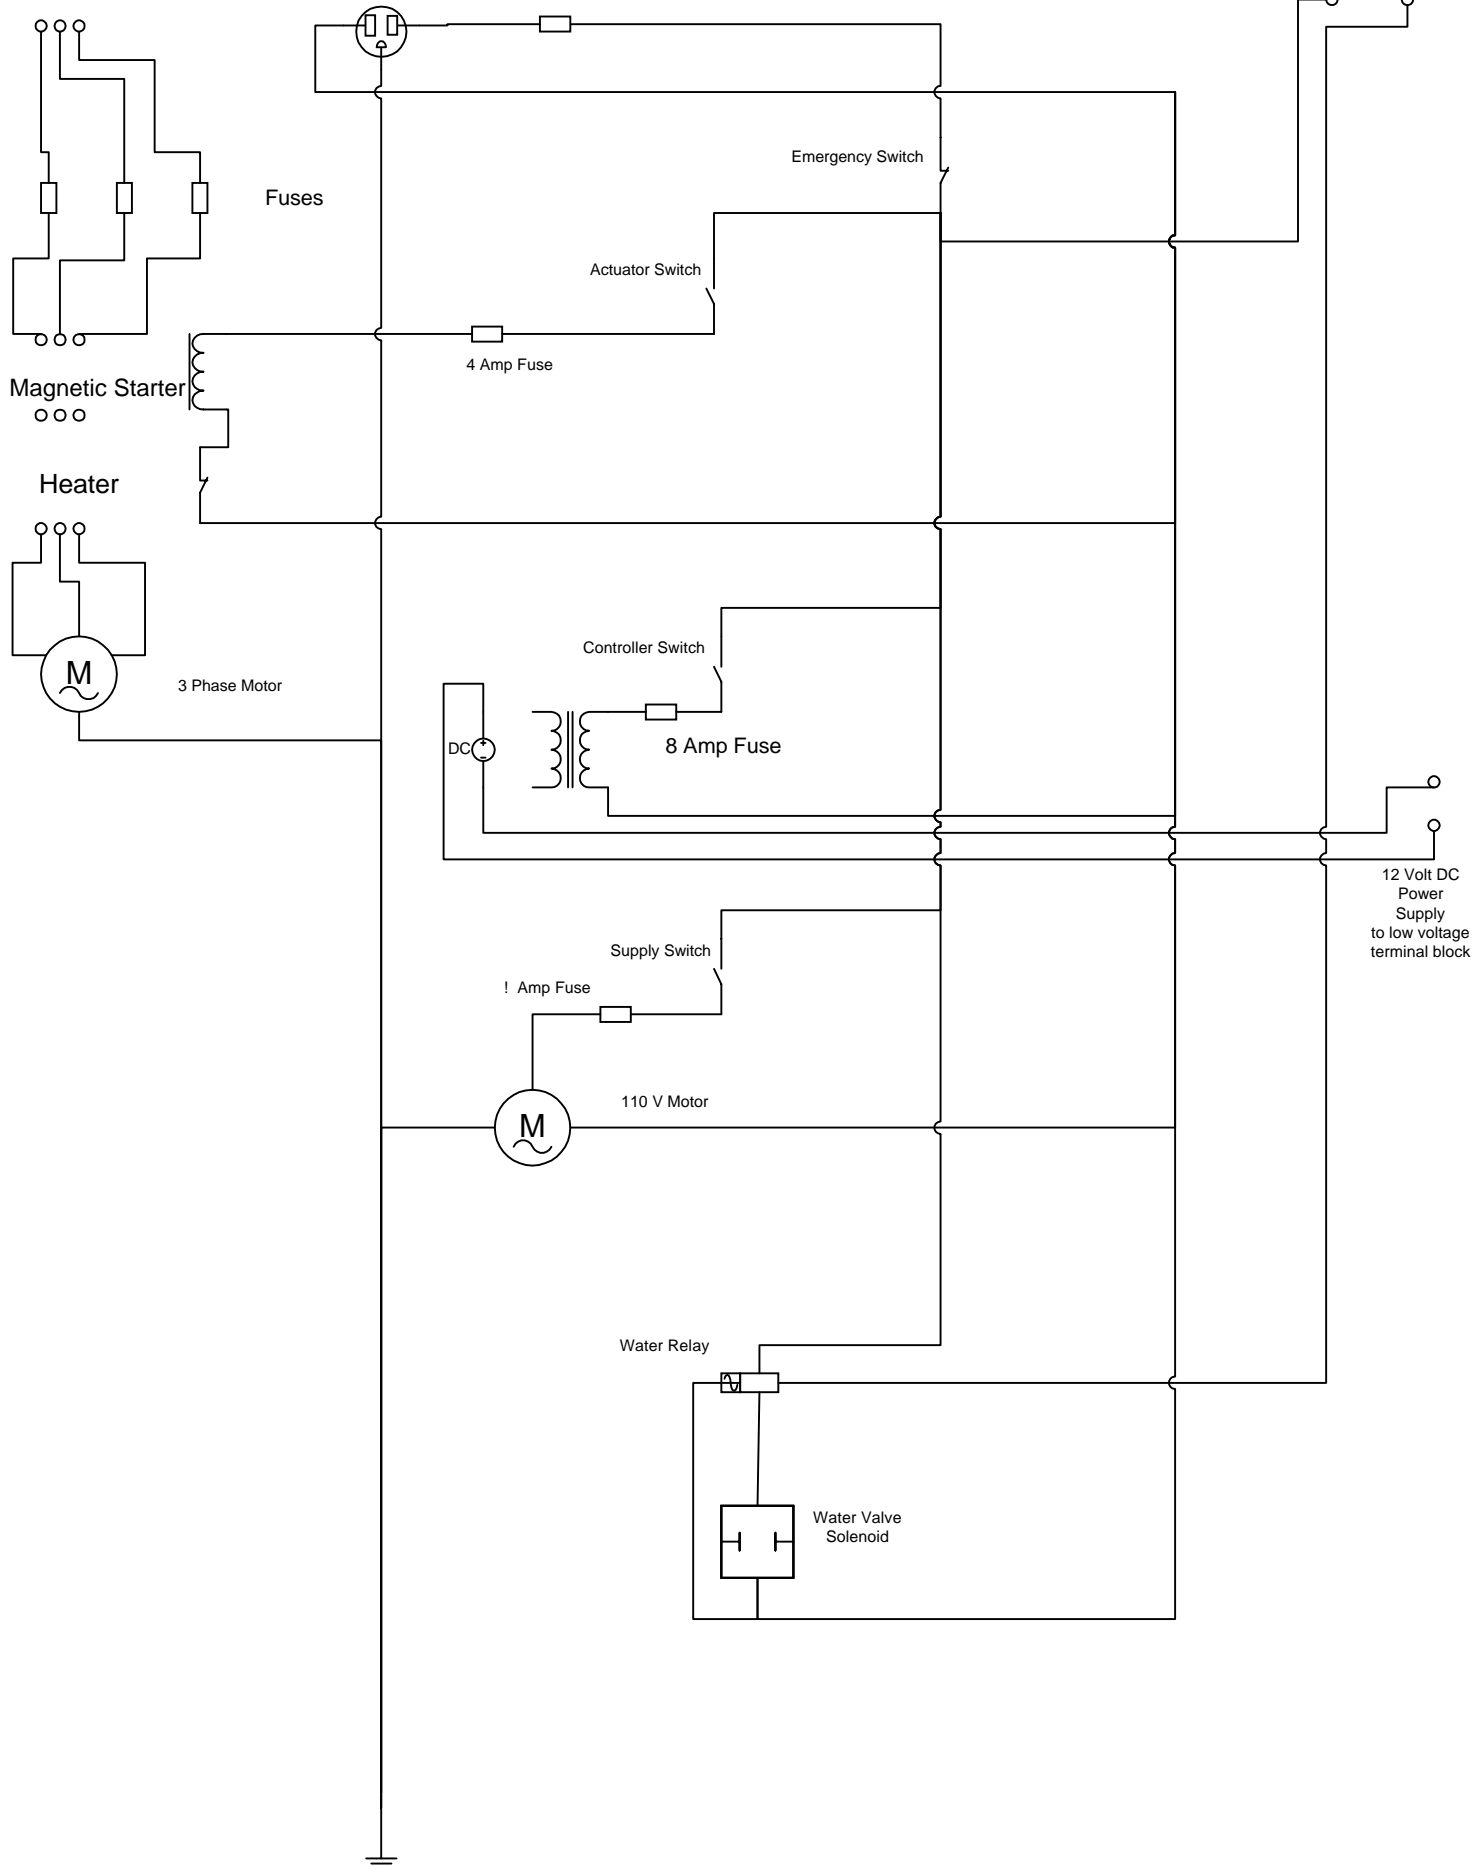 Emergency Switch
Fuses
Actuator Switch
4 Amp Fuse
Magnetic Starter
Heater
Controller Switch
M
3 Phase Motor
DC
8 Amp Fuse
12 Volt DC
Power
Supply
to low voltage
terminal block
Supply Switch
! Amp Fuse
110 V Motor
M
Water Relay
Water Valve
Solenoid